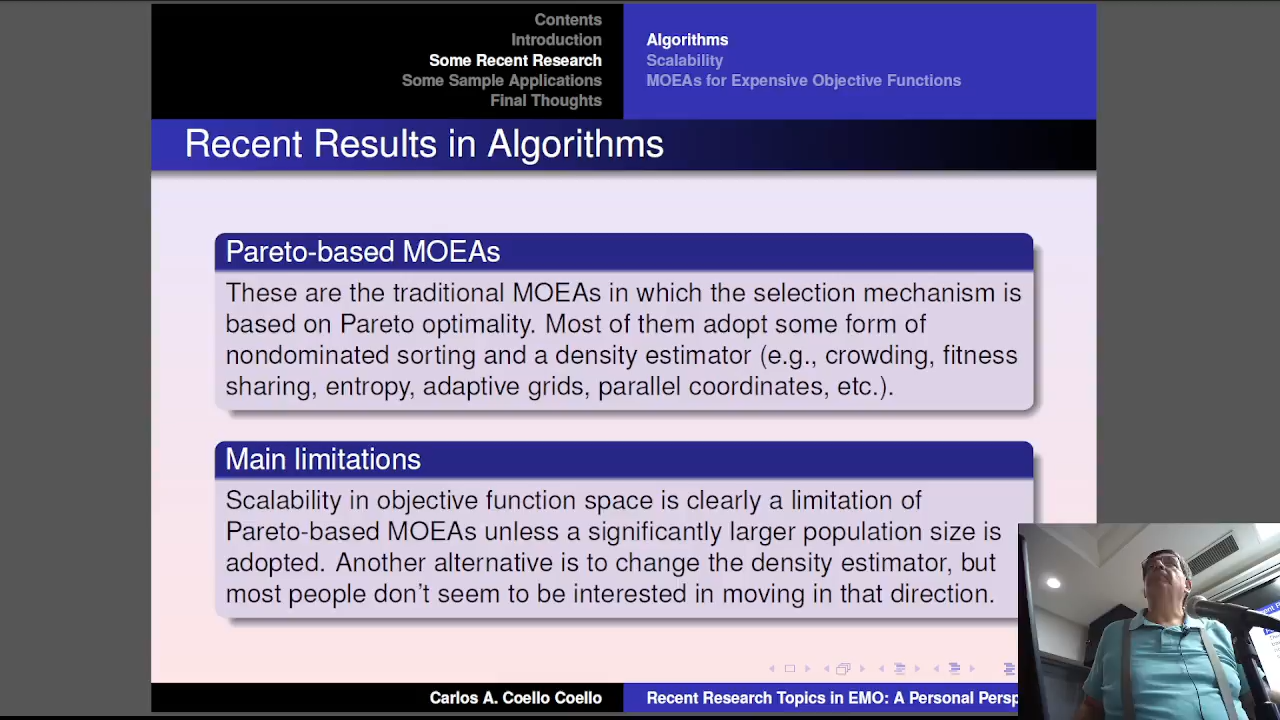 Contents
Introduction
Some Recent Research
Some Sample Applications
Final Thoughts
Algorithms
Scalability
MOEAs for Expensive Objective Functions
Recent Results in Algorithms
Pareto-based MOEAs
These are the traditional MOEAs in which the selection mechanism is
based on Pareto optimality. Most of them adopt some form of
nondominated sorting and a density estimator (e.g., crowding, fitness
sharing, entropy, adaptive grids, parallel coordinates, etc.).
Main limitations
Scalability in objective function space is clearly a limitation of
Pareto-based MOEAs unless a significantly larger population size is
adopted. Another alternative is to change the density estimator, but
most people don't seem to be interested in moving in that direction.
Carlos A. Coello Coello
Recent Research Topics in EMO: A Personal Persp